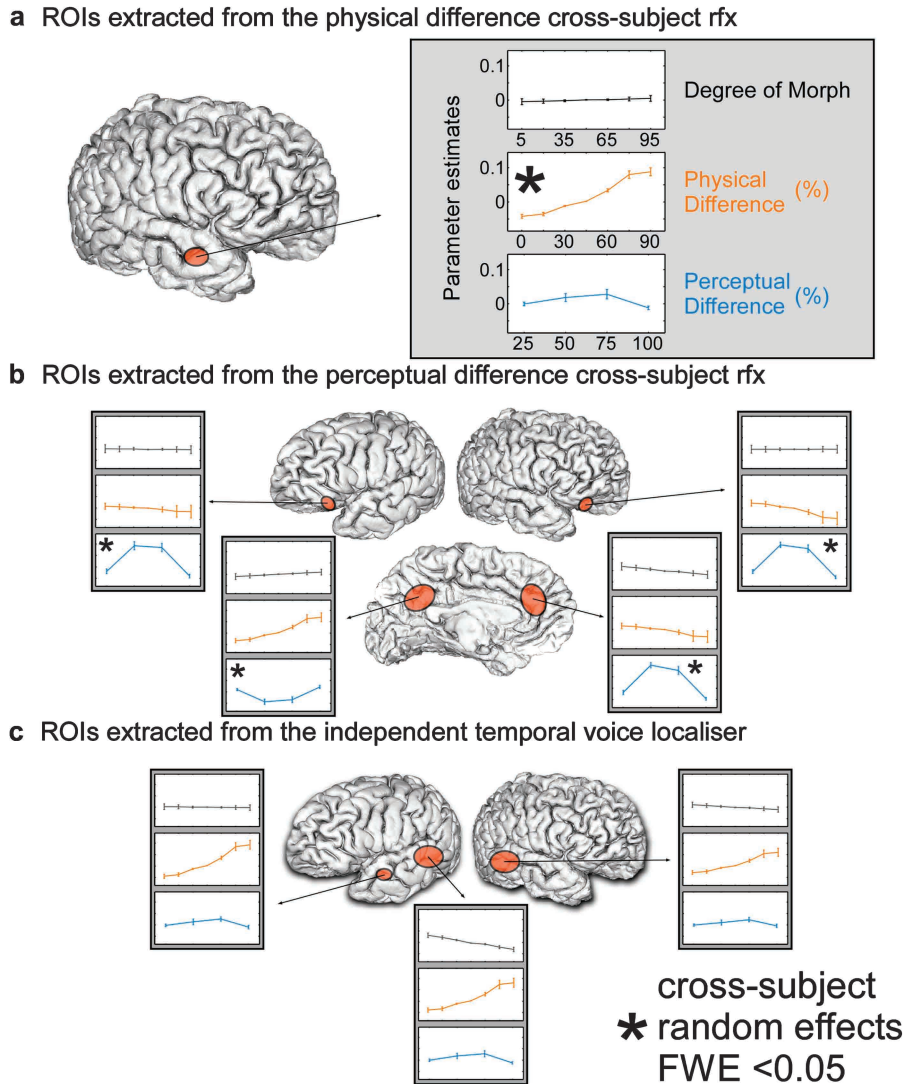 a ROIs extracted from the physical difference cross-subject rfx
Parameter estimates
0.1
0
5 35 65 95
Degree of Morph
0.1
*
0
0 30 60 90
Physical
Difference (%)
0.1
0
25 50 75 100
Perceptual
Difference (%)
b ROIs extracted from the perceptual difference cross-subject rfx
*
*
*
*
c ROIs extracted from the independent temporal voice localiser
cross-subject
* random effects
FWE <0.05